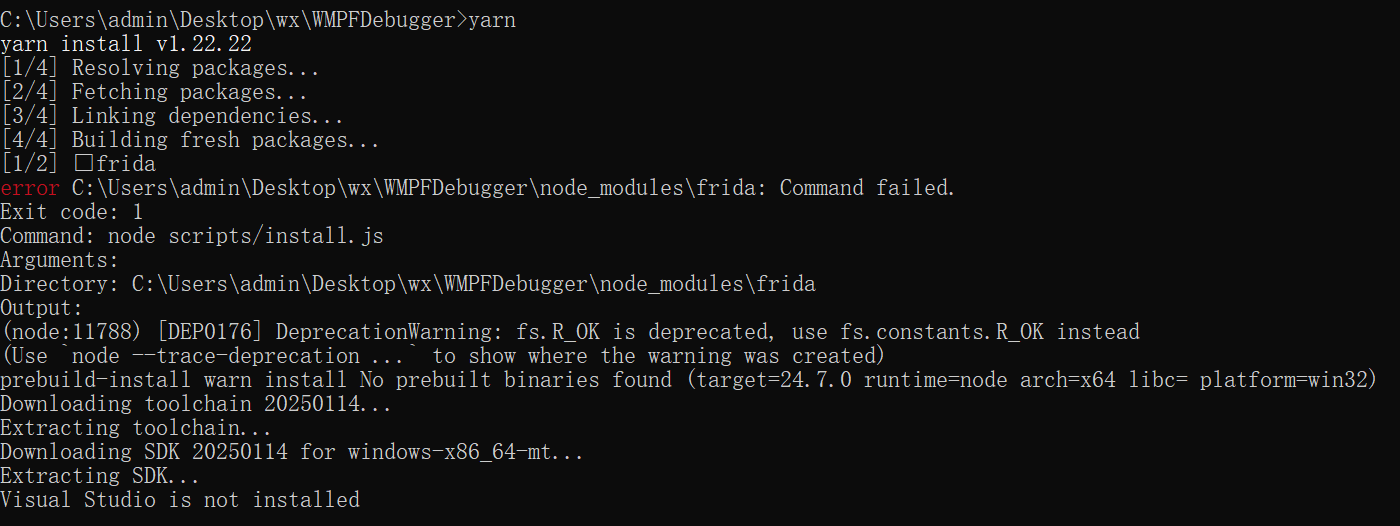 C:\Users\admin\Desktop\wx\WMPFDebugger>yarn
yarn install v1.22.22
[1/4] Resolving packages...
[2/4] Fetching packages...
[3/4] Linking dependencies...
[4/4] Building fresh packages...
[1/2] □frida
error C:\Users\admin\Desktop\wx\WMPFDebugger\node_modules\frida: Command failed.
Exit code: 1
Command: node scripts/install.js
Arguments:
Directory: C:\Users\admin\Desktop\wx\WMPFDebugger\node_modules\frida
Output:
(node:11788) [DEP0176] DeprecationWarning: fs.R_OK is deprecated, use fs.constants.R_OK instead
(Use `node --trace-deprecation ...` to show where the warning was created)
prebuild-install warn install No prebuilt binaries found (target=24.7.0 runtime=node arch=x64 libc= platform=win32)
Downloading toolchain 20250114...
Extracting toolchain...
Downloading SDK 20250114 for windows-x86_64-mt...
Extracting SDK...
Visual Studio is not installed